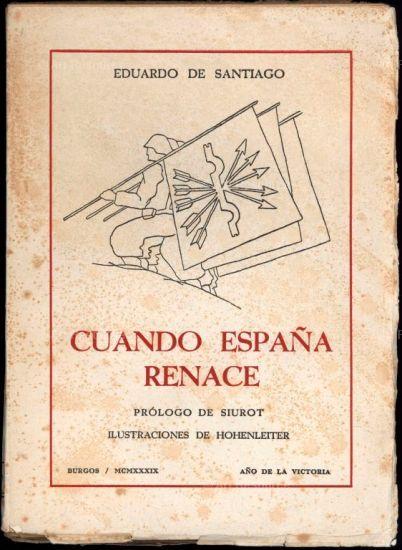 EDUARDO DE SANTIAGO
CUANDO ESPAÑA
RENACE
PRÓLOGO DE SIUROT
ILUSTRACIONES DE HOHENLEITER
BURGOS / MCMXXXIX AÑO DE LA VICTORIA